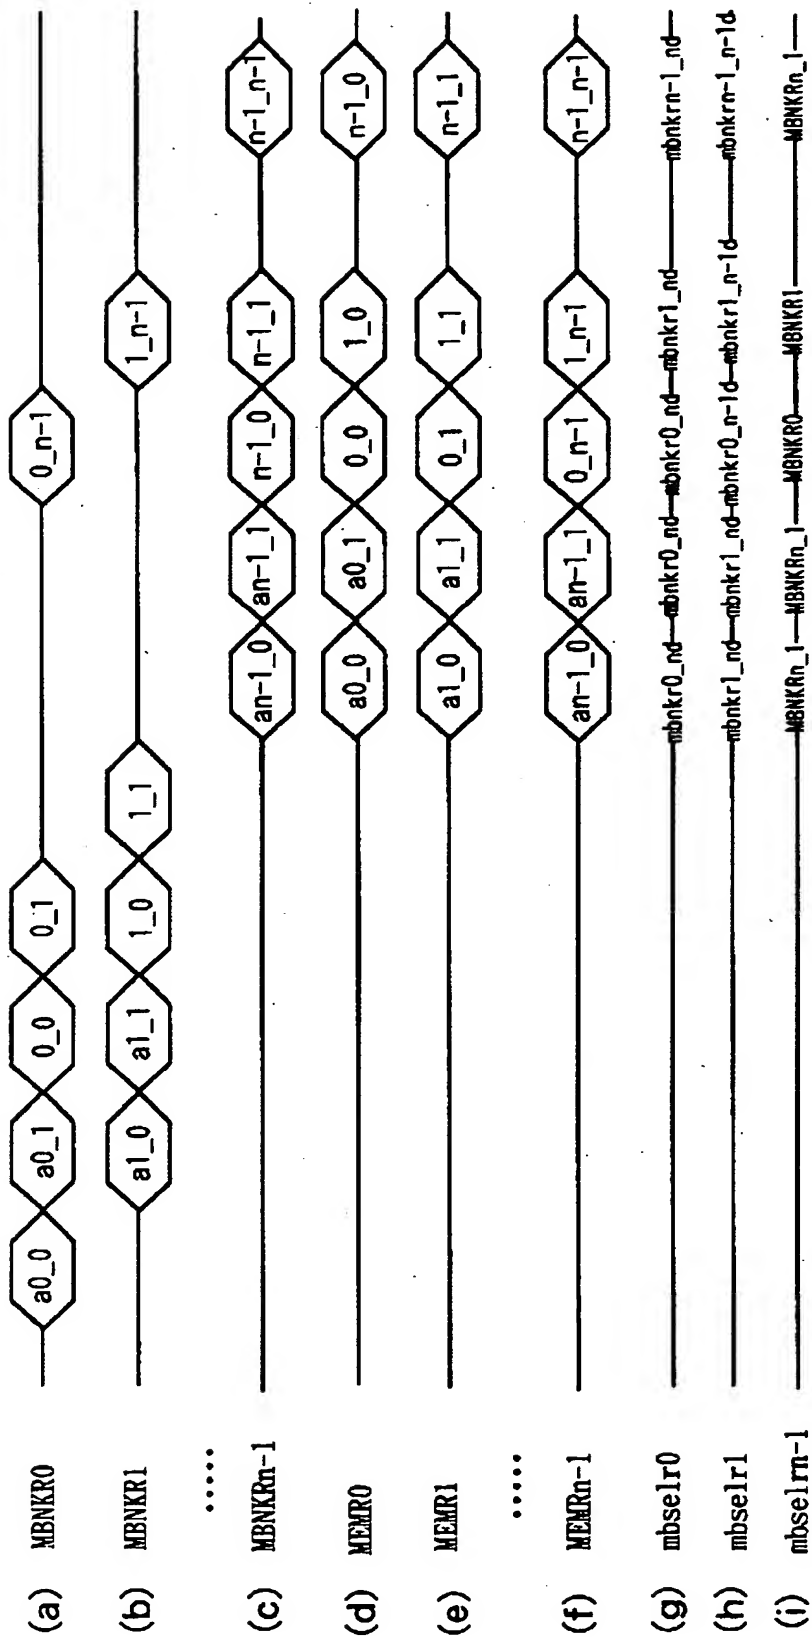 (a) MBNKR0 a0_0 a0_1 0_0 0_1 0_n-1
(b) MBNKR1 a1_0 a1_1 1_0 1_1 1_n-1
.....
(c) MBNKRn-1 an-1_0 an-1_1 n-1_0 n-1_1 n-1_n-1
(d) MEMR0 a0_0 a0_1 0_0 1_0 n-1_0
(e) MEMR1 a1_0 a1_1 0_1 1_1 n-1_1
.....
(f) MEMRn-1 an-1_0 an-1_1 0_n-1 1_n-1 n-1_n-1
(g) mbselr0 mbnkr0_nd mbnkr0_nd mbnkr0_nd mbnkr1_nd mbnkrn-1_nd
(h) mbselr1 mbnkr1_nd mbnkr1_nd mbnkr0_n-1d mbnkr1_n-1d mbnkrn-1_n-1d
(i) mbselrn-1 MBNKRn_1 MBNKRn_1 MBNKR0 MBNKR1 MBNKRn_1